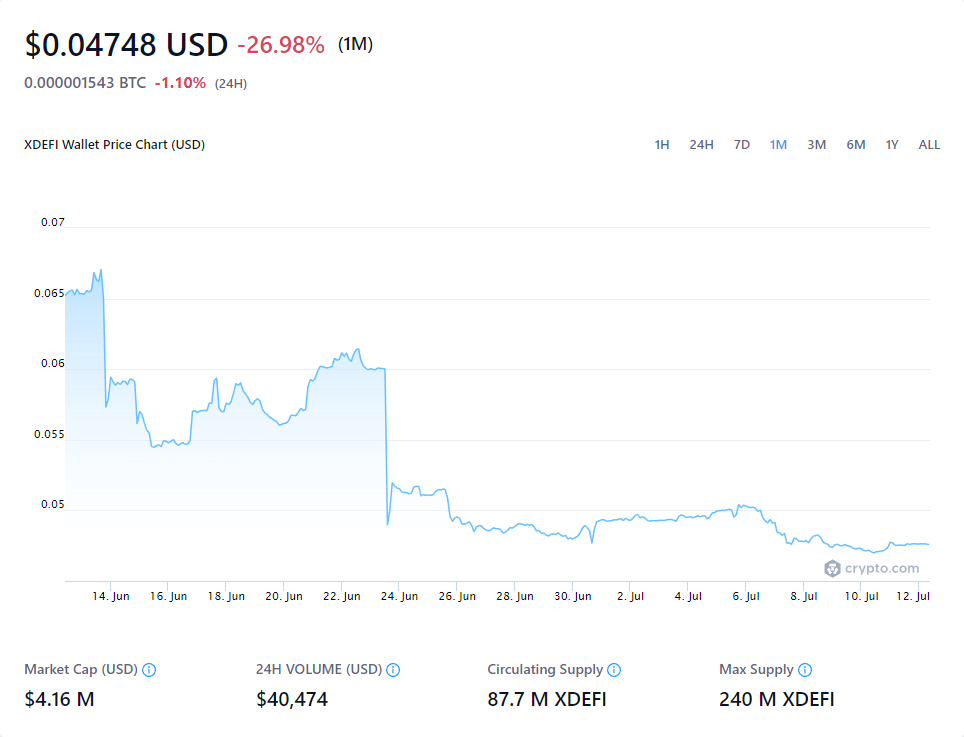 $0.04748 USD -26.98% (1M)
0.000001543 BTC -1.10% (24H)
XDEFI Wallet Price Chart (USD) 1H 24H 7D 1M 3M 6M 1Y ALL
0.07
0.065
0.06
0.055
0.05
crypto.com
14. Jun 16. Jun 18. Jun 20. Jun 22. Jun 24. Jun 26. Jun 28. Jun 30. Jun 2. Jul 4. Jul 6. Jul 8. Jul 10. Jul 12. Jul
Market Cap (USD) 24H VOLUME (USD) Circulating Supply Max Supply
$4.16 M $40,474 87.7 M XDEFI 240 M XDEFI